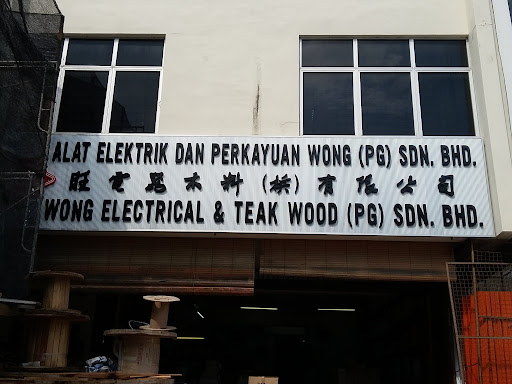 ALAT ELEKTRIK DAN PERKAYUAN WONG (PG) SDN. BHD.
旺電器木料(梹)有限公司
WONG ELECTRICAL & TEAK WOOD (PG) SDN. BHD.